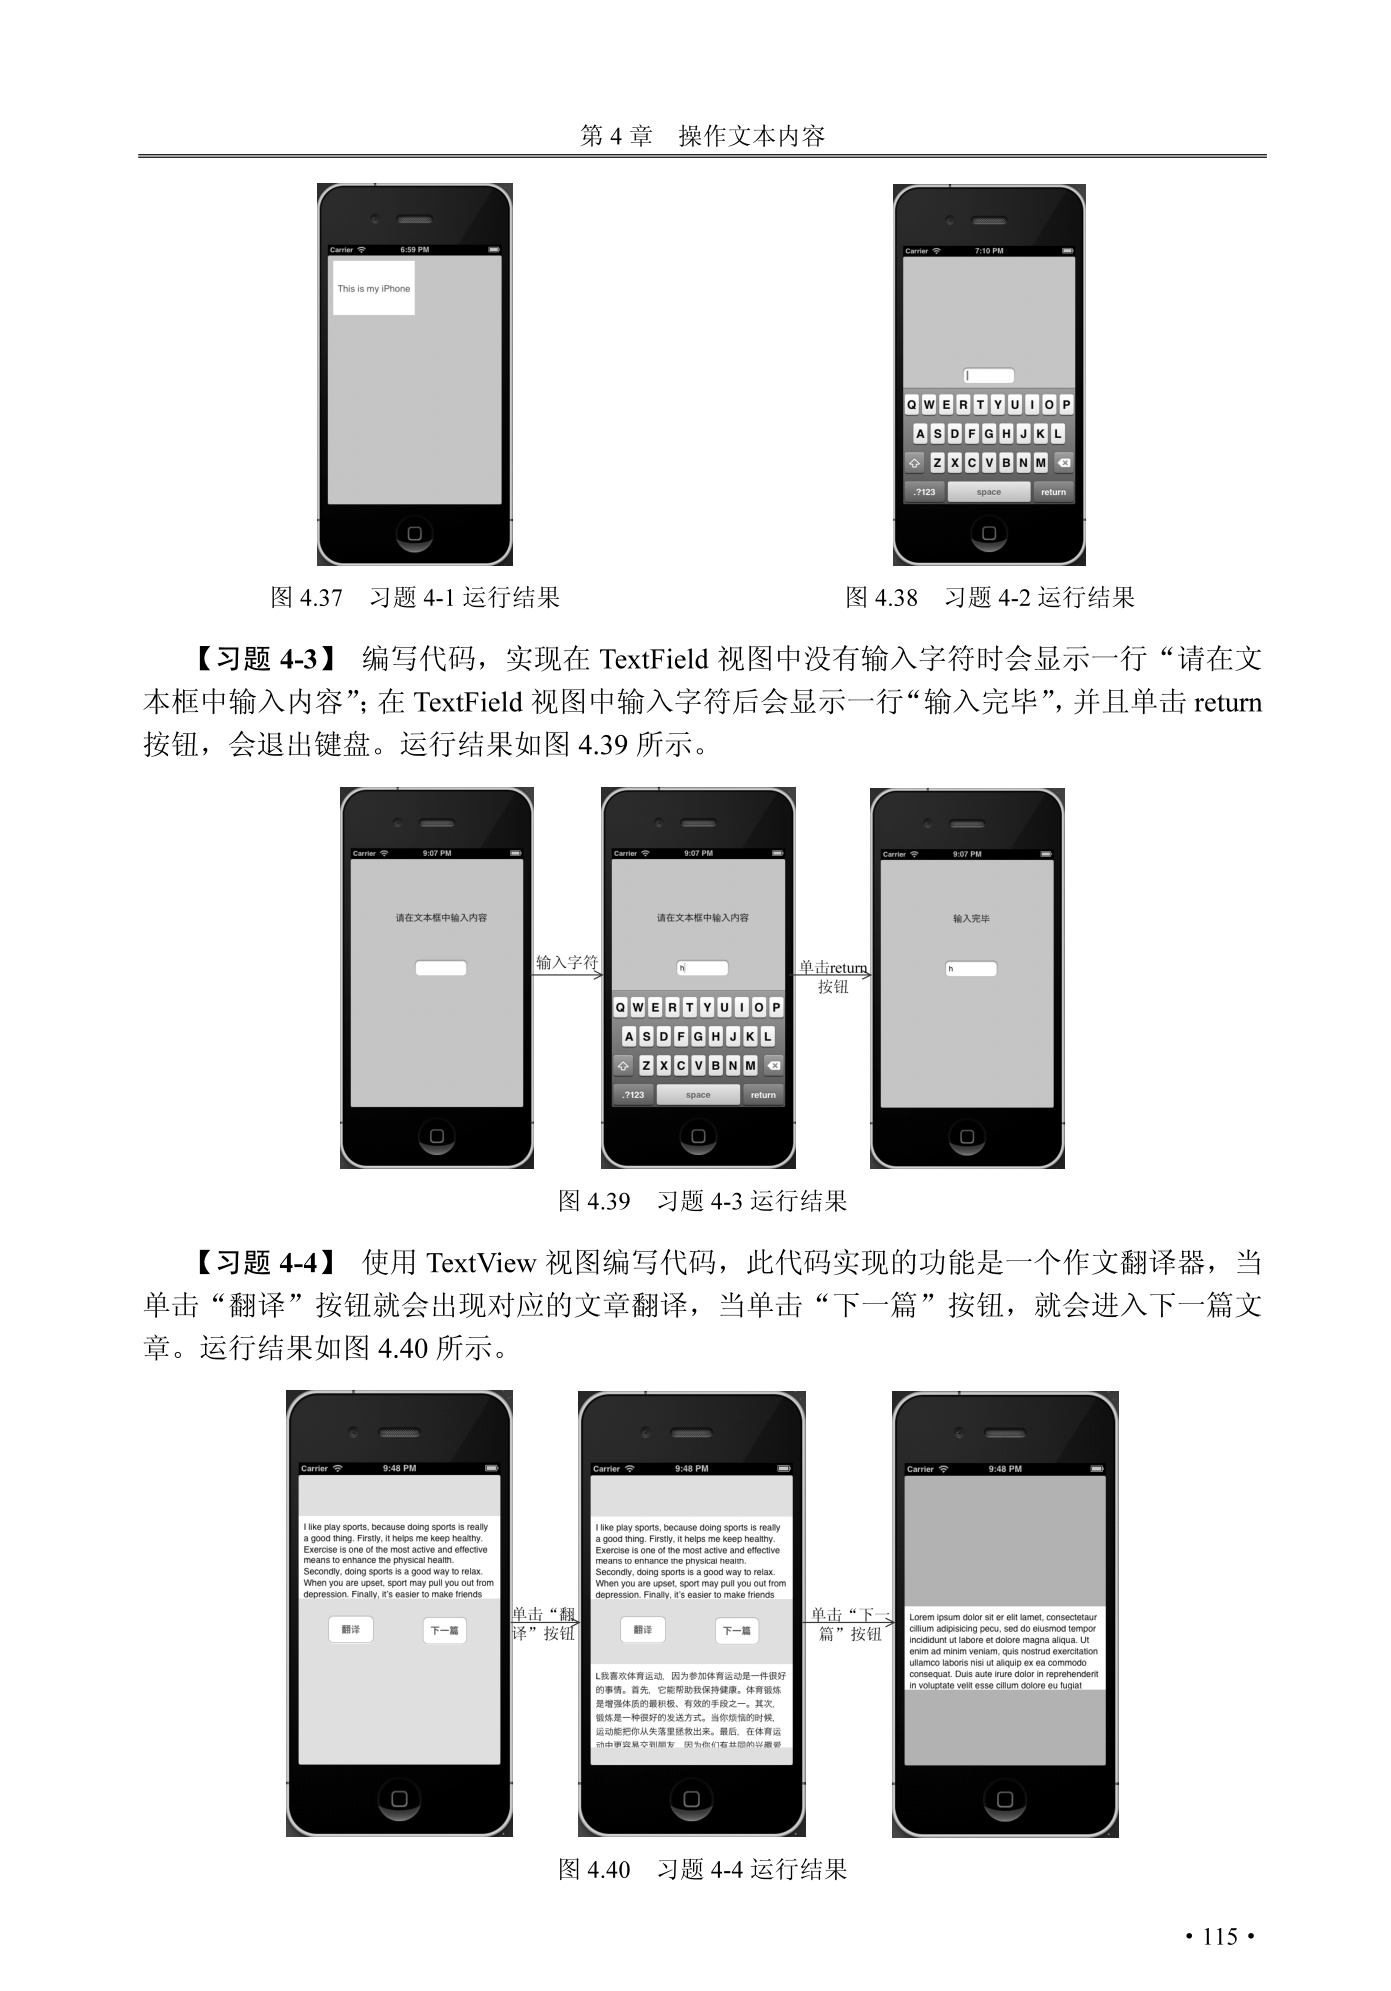 第 4 章　操作文本内容
Carrier 6:59 PM
This is my iPhone
Carrier 7:10 PM
Q W E R T Y U I O P
A S D F G H J K L
Z X C V B N M
.?123 space return
图 4.37　习题 4-1 运行结果
图 4.38　习题 4-2 运行结果
【习题 4-3】 编写代码，实现在 TextField 视图中没有输入字符时会显示一行“请在文
本框中输入内容”；在 TextField 视图中输入字符后会显示一行“输入完毕”，并且单击 return
按钮，会退出键盘。运行结果如图 4.39 所示。
Carrier 9:07 PM
请在文本框中输入内容
输入字符
Carrier 9:07 PM
请在文本框中输入内容
h
Q W E R T Y U I O P
A S D F G H J K L
Z X C V B N M
.?123 space return
单击return
按钮
Carrier 9:07 PM
输入完毕
h
图 4.39　习题 4-3 运行结果
【习题 4-4】 使用 TextView 视图编写代码，此代码实现的功能是一个作文翻译器，当
单击“翻译”按钮就会出现对应的文章翻译，当单击“下一篇”按钮，就会进入下一篇文
章。运行结果如图 4.40 所示。
Carrier 9:48 PM
I like play sports, because doing sports is really
a good thing. Firstly, it helps me keep healthy.
Exercise is one of the most active and effective
means to enhance the physical health.
Secondly, doing sports is a good way to relax.
When you are upset, sport may pull you out from
depression. Finally, it's easier to make friends
翻译 下一篇
单击“翻
译”按钮
Carrier 9:48 PM
I like play sports, because doing sports is really
a good thing. Firstly, it helps me keep healthy.
Exercise is one of the most active and effective
means to enhance the physical health.
Secondly, doing sports is a good way to relax.
When you are upset, sport may pull you out from
depression. Finally, it's easier to make friends
翻译 下一篇
L我喜欢体育运动，因为参加体育运动是一件很好
的事情。首先，它能帮助我保持健康。体育锻炼
是增强体质的最积极、有效的手段之一。其次，
锻炼是一种很好的发送方式。当你烦恼的时候，
运动能把你从失落里拯救出来。最后，在体育运
动中更容易交到朋友，因为你们有共同的兴趣爱
单击“下一
篇”按钮
Carrier 9:48 PM
Lorem ipsum dolor sit er elit lamet, consectetaur
cillium adipisicing pecu, sed do eiusmod tempor
incididunt ut labore et dolore magna aliqua. Ut
enim ad minim veniam, quis nostrud exercitation
ullamco laboris nisi ut aliquip ex ea commodo
consequat. Duis aute irure dolor in reprehenderit
in voluptate velit esse cillum dolore eu fugiat
图 4.40　习题 4-4 运行结果
• 115 •